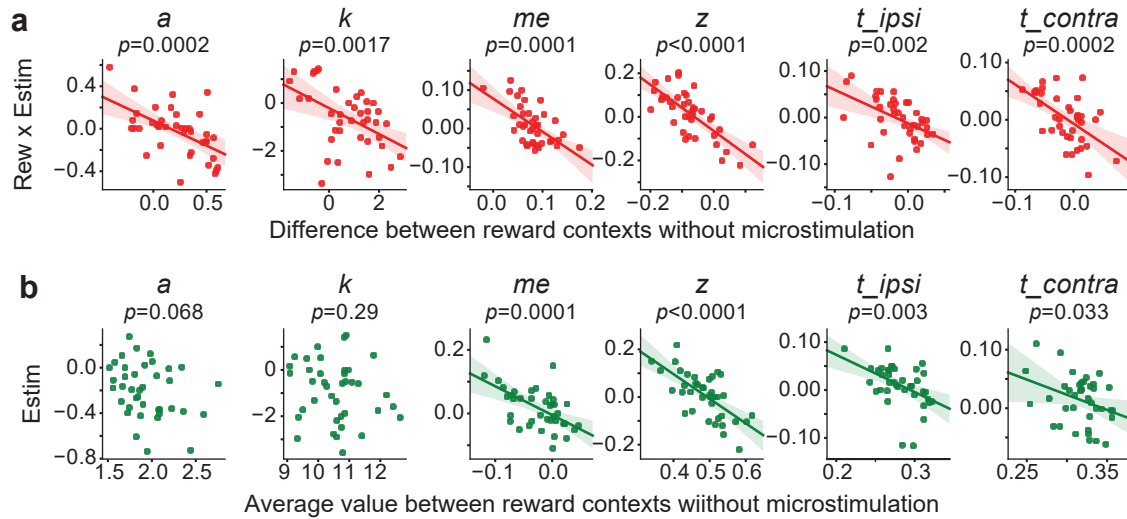 a
a k me z t_ipsi t_contra
p=0.0002 p=0.0017 p=0.0001 p<0.0001 p=0.002 p=0.0002
Rew x Estim
0.4 0.0 −0.4
0 −2
0.10 0.00 −0.10
0.2 0.0 −0.2
0.10 0.00 −0.10
0.10 0.00 −0.10
0.0 0.5 0 2 0.0 0.1 0.2 −0.2 0 −0.1 0.0 −0.1 0.0
Difference between reward contexts without microstimulation
b
a k me z t_ipsi t_contra
p=0.068 p=0.29 p=0.0001 p<0.0001 p=0.003 p=0.033
Estim
0.0 −0.4 −0.8
0 −2
0.2 0.0
0.2 0.0 −0.2
0.10 0.00 −0.10
0.10 0.00
1.5 2.0 2.5 9 10 11 12 −0.1 0.0 0.4 0.5 0.6 0.2 0.3 0.25 0.35
Average value between reward contexts wiithout microstimulation